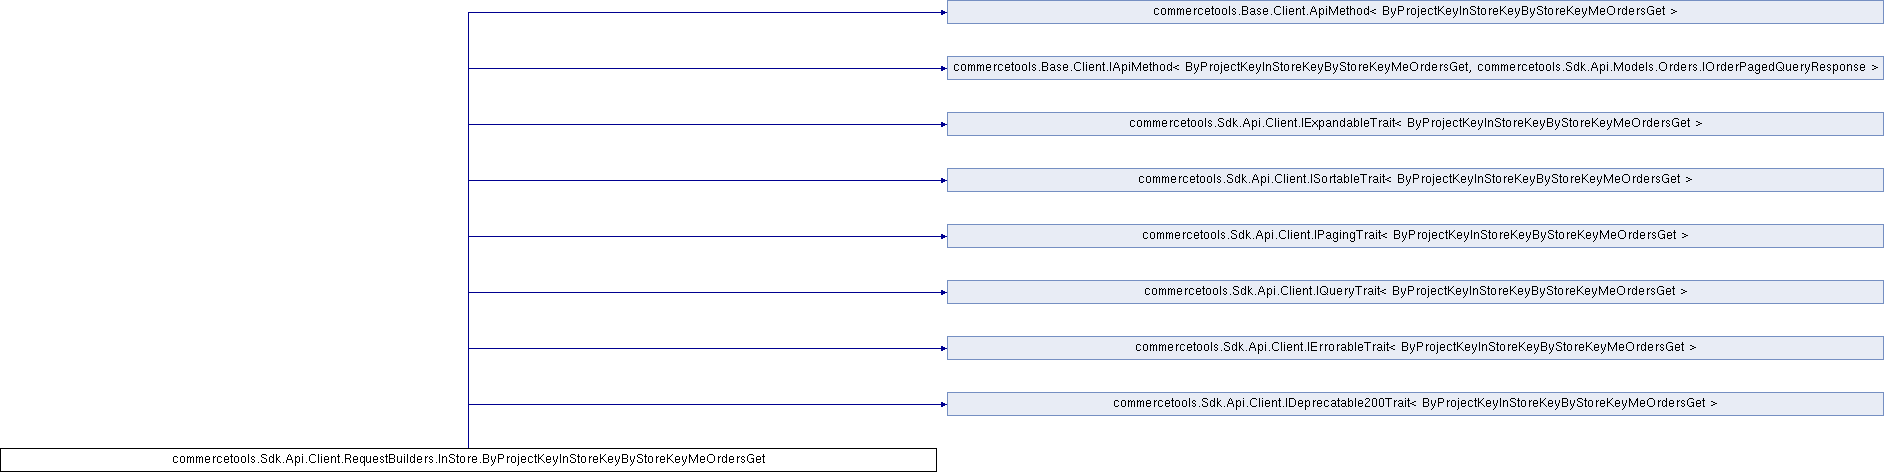 commercetools.Base.Client.ApiMethod< ByProjectKeyInStoreKeyByStoreKeyMeOrdersGet >
commercetools.Base.Client.IApiMethod< ByProjectKeyInStoreKeyByStoreKeyMeOrdersGet, commercetools.Sdk.Api.Models.Orders.IOrderPagedQueryResponse >
commercetools.Sdk.Api.Client.IExpandableTrait< ByProjectKeyInStoreKeyByStoreKeyMeOrdersGet >
commercetools.Sdk.Api.Client.ISortableTrait< ByProjectKeyInStoreKeyByStoreKeyMeOrdersGet >
commercetools.Sdk.Api.Client.IPagingTrait< ByProjectKeyInStoreKeyByStoreKeyMeOrdersGet >
commercetools.Sdk.Api.Client.IQueryTrait< ByProjectKeyInStoreKeyByStoreKeyMeOrdersGet >
commercetools.Sdk.Api.Client.IErrorableTrait< ByProjectKeyInStoreKeyByStoreKeyMeOrdersGet >
commercetools.Sdk.Api.Client.IDeprecatable200Trait< ByProjectKeyInStoreKeyByStoreKeyMeOrdersGet >
commercetools.Sdk.Api.Client.RequestBuilders.InStore.ByProjectKeyInStoreKeyByStoreKeyMeOrdersGet